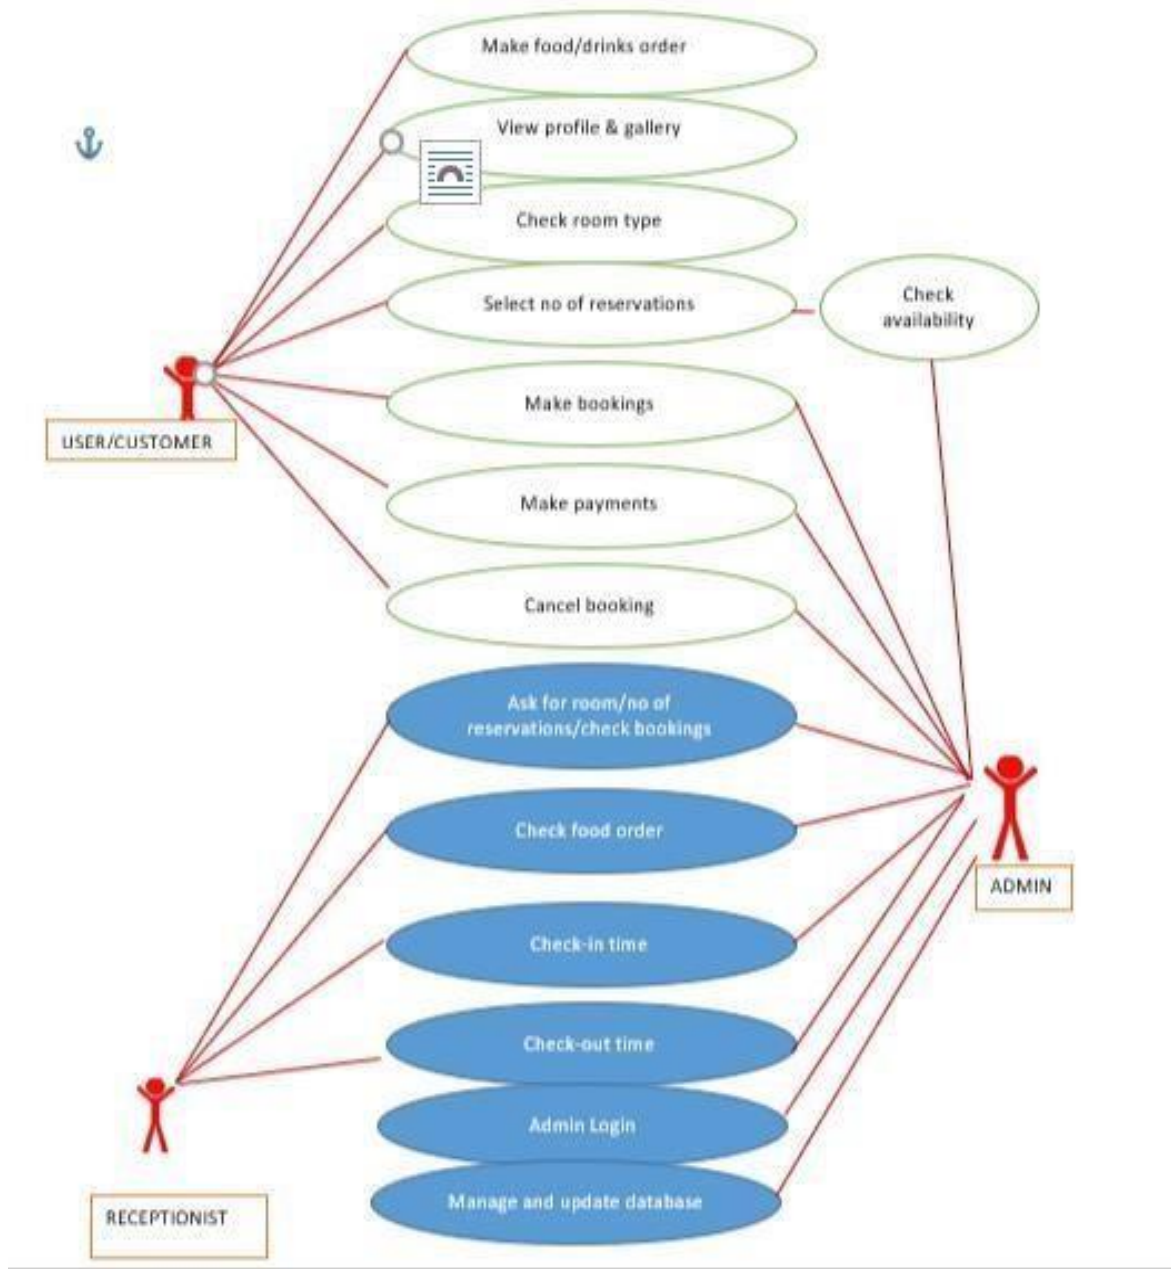 Make food/drinks order
View profile & gallery
Check room type
Select no of reservations
Check
availability
Make bookings
USER/CUSTOMER
Make payments
Cancel booking
Ask for room/no of
reservations/check bookings
Check food order
ADMIN
Check-in time
Check-out time
Admin Login
Manage and update database
RECEPTIONIST